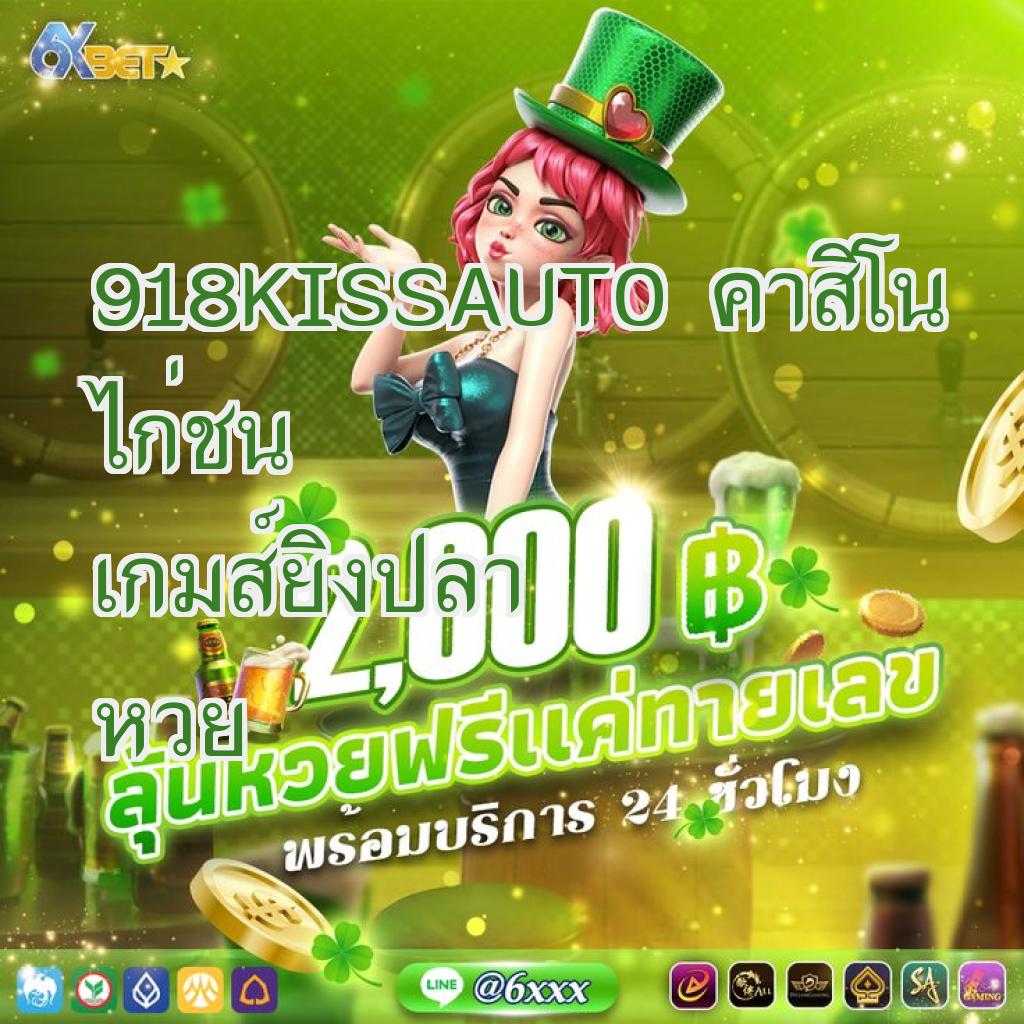 6XBET
918KISSAUTO คาสิโน
ไก่ชน
เกมส์ยิงปลา
2,000 ฿
หวย
ลุ้นหวยฟรีแค่ทายเลข
พร้อมบริการ 24 ชั่วโมง
LINE @6xxx
ALL
SA
GAMING